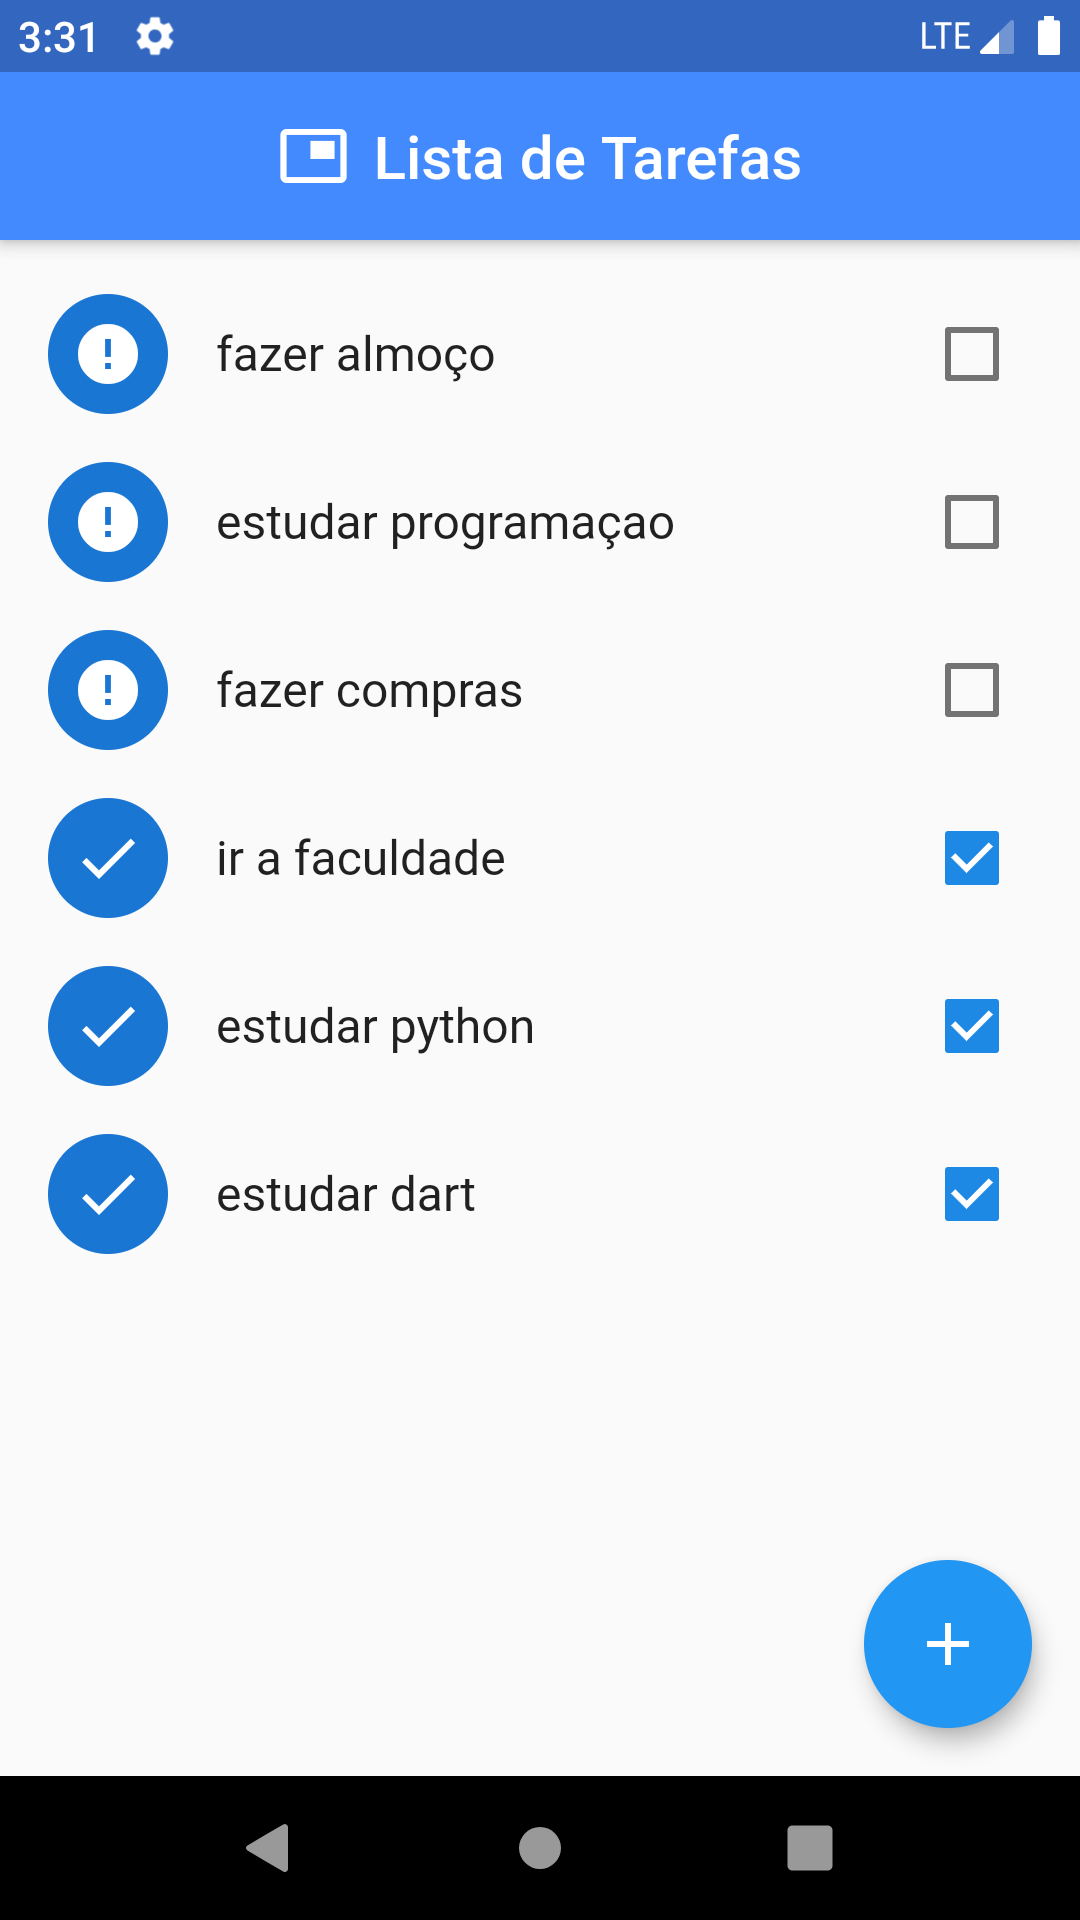 3:31 LTE
Lista de Tarefas
fazer almoço
estudar programaçao
fazer compras
ir a faculdade
estudar python
estudar dart